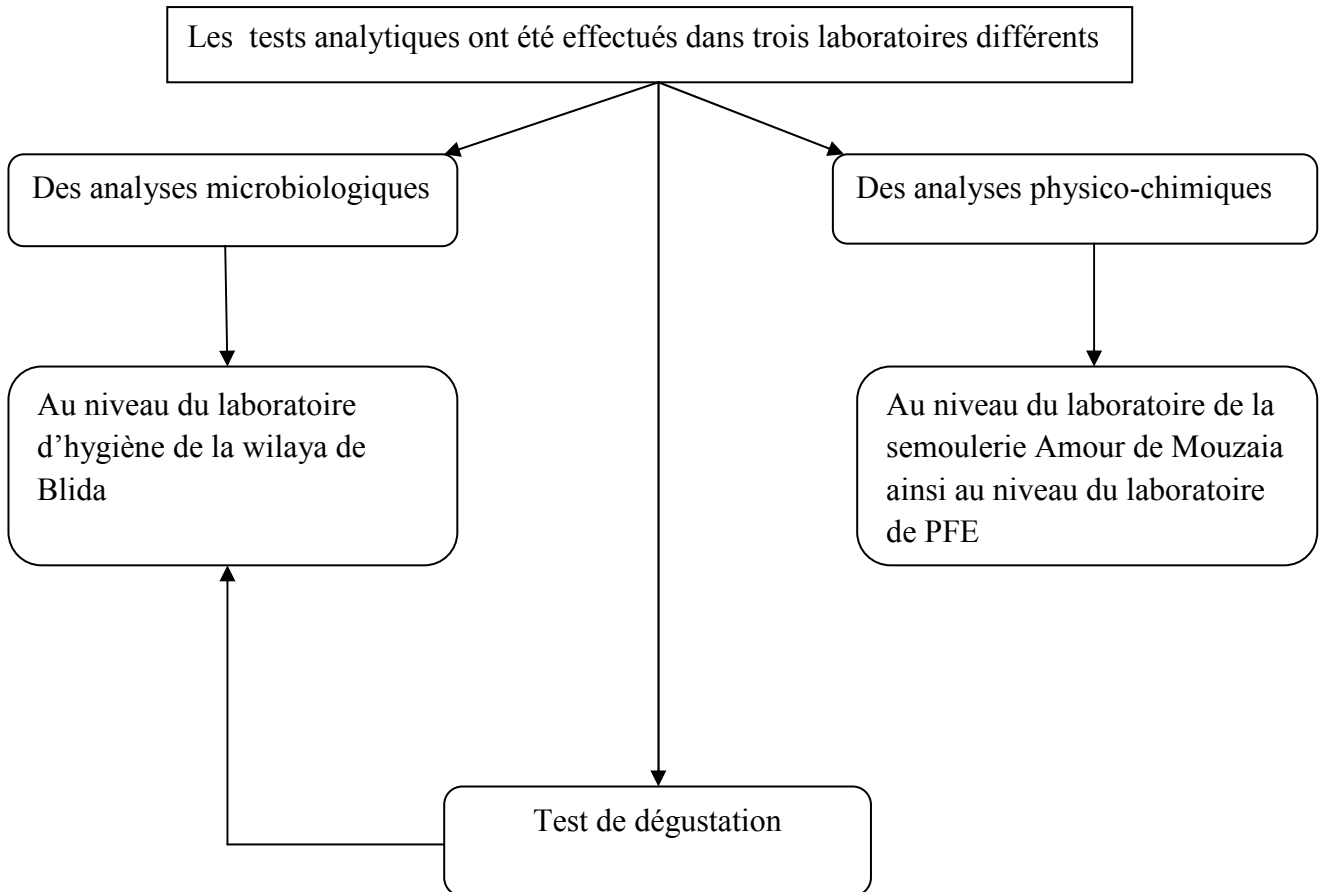 Les  tests analytiques ont été effectués dans trois laboratoires différents
Des analyses microbiologiques
Des analyses physico-chimiques
Au niveau du laboratoire
d’hygiène de la wilaya de
Blida
Au niveau du laboratoire de la
semoulerie Amour de Mouzaia
ainsi au niveau du laboratoire
de PFE
Test de dégustation